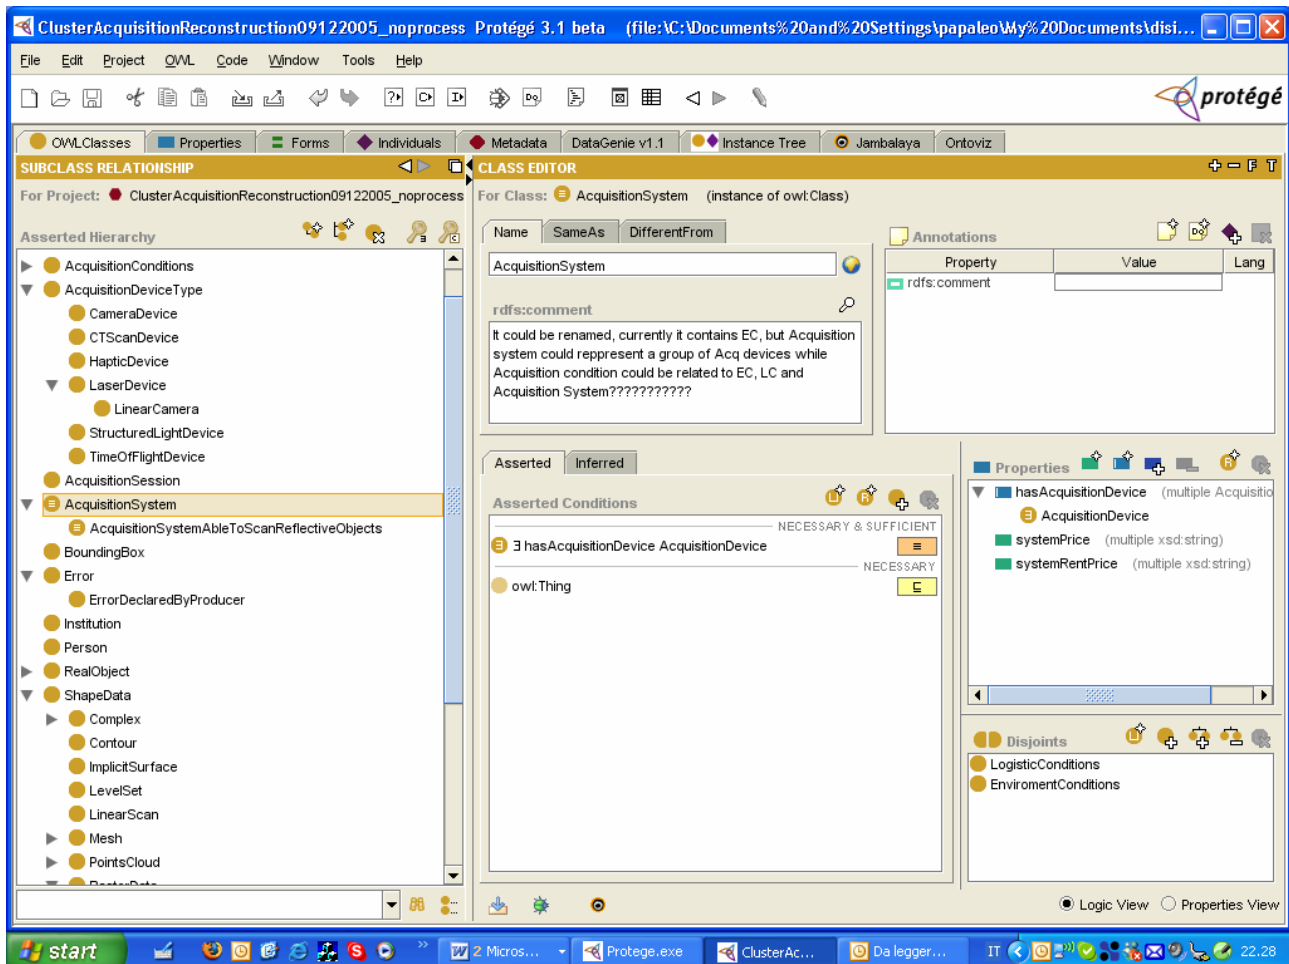 ClusterAcquisitionReconstruction09122005_noprocess Protégé 3.1 beta (file:\C:\Documents%20and%20Settings\papaleo\My%20Documents\disi...
File Edit Project OWL Code Window Tools Help
protégé
OWLClasses Properties Forms Individuals Metadata DataGenie v1.1 Instance Tree Jambalaya Ontoviz
SUBCLASS RELATIONSHIP
For Project: ClusterAcquisitionReconstruction09122005_noprocess
Asserted Hierarchy
AcquisitionConditions
AcquisitionDeviceType
CameraDevice
CTScanDevice
HapticDevice
LaserDevice
LinearCamera
StructuredLightDevice
TimeOfFlightDevice
AcquisitionSession
AcquisitionSystem
AcquisitionSystemAbleToScanReflectiveObjects
BoundingBox
Error
ErrorDeclaredByProducer
Institution
Person
RealObject
ShapeData
Complex
Contour
ImplicitSurface
LevelSet
LinearScan
Mesh
PointsCloud
CLASS EDITOR
F T
For Class: AcquisitionSystem (instance of owl:Class)
Name SameAs DifferentFrom
AcquisitionSystem
rdfs:comment
It could be renamed, currently it contains EC, but Acquisition
system could reppresent a group of Acq devices while
Acquisition condition could be related to EC, LC and
Acquisition System???????????
Annotations
Property Value Lang
rdfs:comment
Asserted Inferred
Asserted Conditions
NECESSARY & SUFFICIENT
∃ hasAcquisitionDevice AcquisitionDevice ≡
NECESSARY
owl:Thing ⊑
Properties
hasAcquisitionDevice (multiple Acquisitio
AcquisitionDevice
systemPrice (multiple xsd:string)
systemRentPrice (multiple xsd:string)
Disjoints
LogisticConditions
EnviromentConditions
Logic View Properties View
start
2 Micros...
Protege.exe
ClusterAc...
Da legger...
IT
22.28